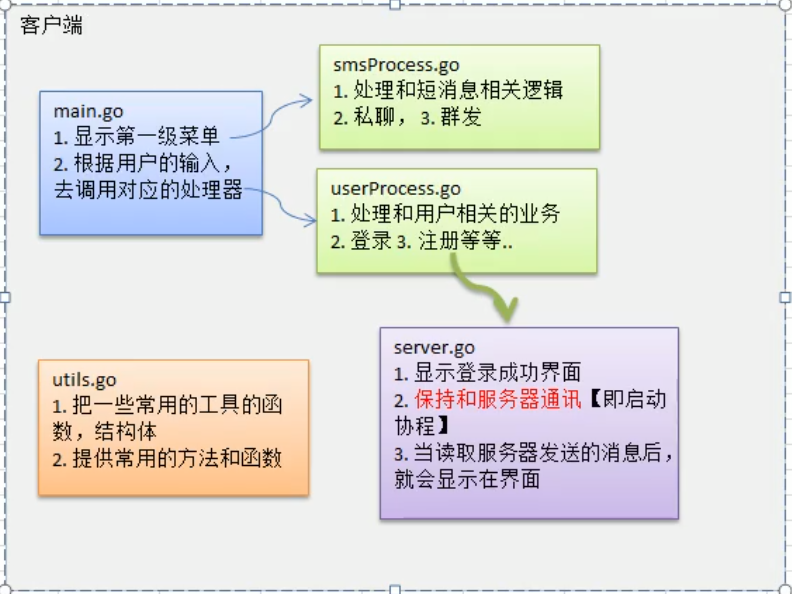 客户端
main.go
1. 显示第一级菜单
2. 根据用户的输入，
去调用对应的处理器
smsProcess.go
1. 处理和短消息相关逻辑
2. 私聊， 3. 群发
userProcess.go
1. 处理和用户相关的业务
2. 登录 3. 注册等等..
server.go
1. 显示登录成功界面
2. 保持和服务器通讯【即启动
协程】
3. 当读取服务器发送的消息后，
就会显示在界面
utils.go
1. 把一些常用的工具的函
数，结构体
2. 提供常用的方法和函数